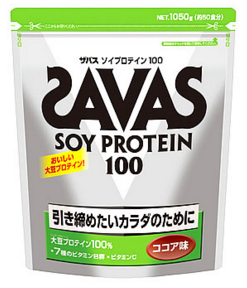 NET.1050g (約50食分)
ザバス ソイプロテイン 100
SAVAS
SOY PROTEIN
100
おいしい
大豆プロテイン!
引き締めたいカラダのために
大豆プロテイン100%
ココア味
+7種のビタミンB群+ビタミンC